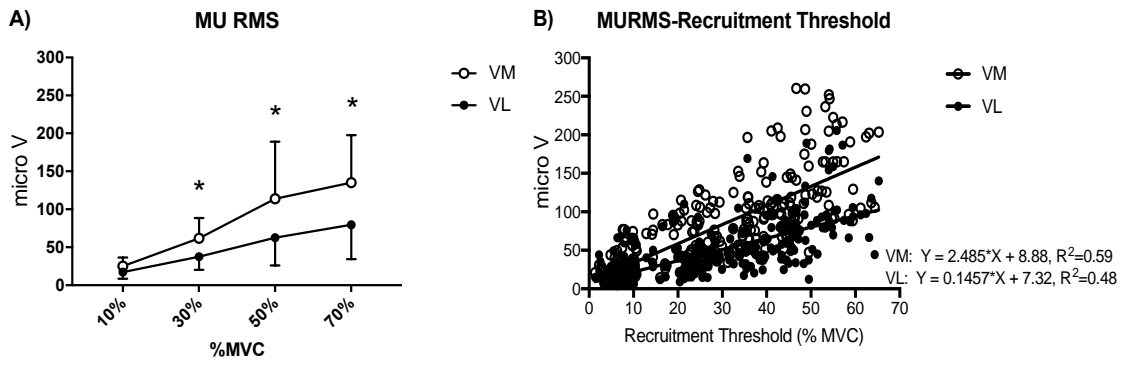 A)
MU RMS
300
250
200
150
100
50
0
micro V
*
*
*
10%
30%
50%
70%
%MVC
VM
VL
B)
MURMS-Recruitment Threshold
300
250
200
150
100
50
0
micro V
0 10 20 30 40 50 60 70
Recruitment Threshold (% MVC)
VM
VL
VM: Y = 2.485*X + 8.88, R²=0.59
VL: Y = 0.1457*X + 7.32, R²=0.48